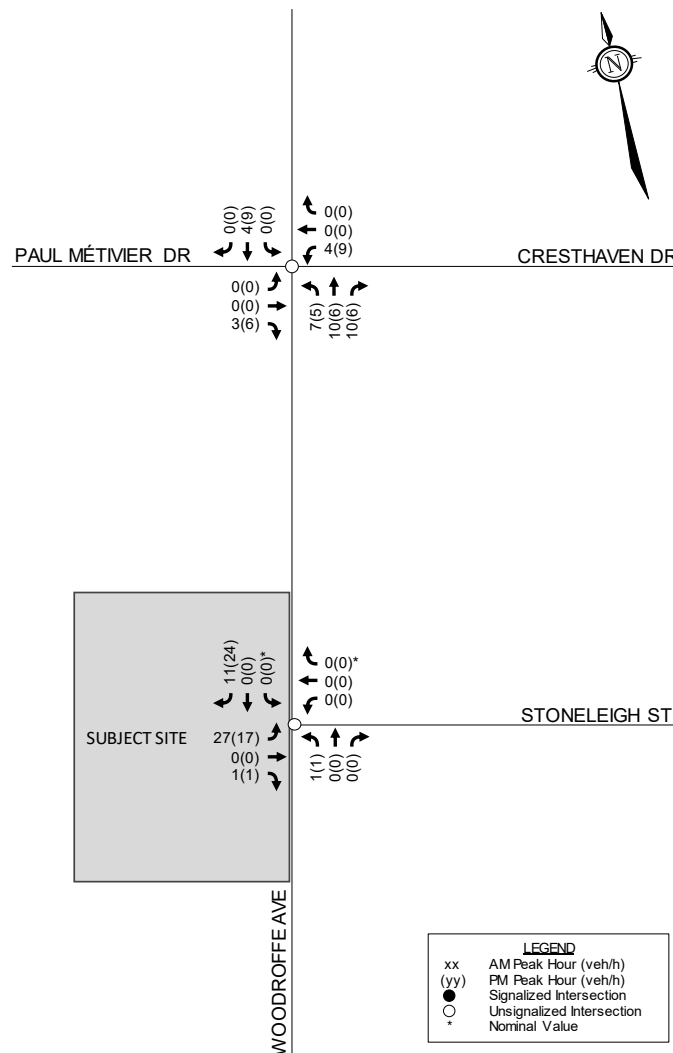 N
0(0) 4(9) 0(0)
0(0)
0(0)
4(9)
PAUL MÉTIVIER DR
CRESTHAVEN DR
0(0)
0(0)
3(6)
7(5) 10(6) 10(6)
11(24) 0(0) 0(0)*
0(0)*
0(0)
0(0)
STONELEIGH ST
SUBJECT SITE
27(17)
0(0)
1(1)
1(1) 0(0) 0(0)
WOODROFFE AVE
LEGEND
xx AM Peak Hour (veh/h)
(yy) PM Peak Hour (veh/h)
Signalized Intersection
Unsignalized Intersection
* Nominal Value